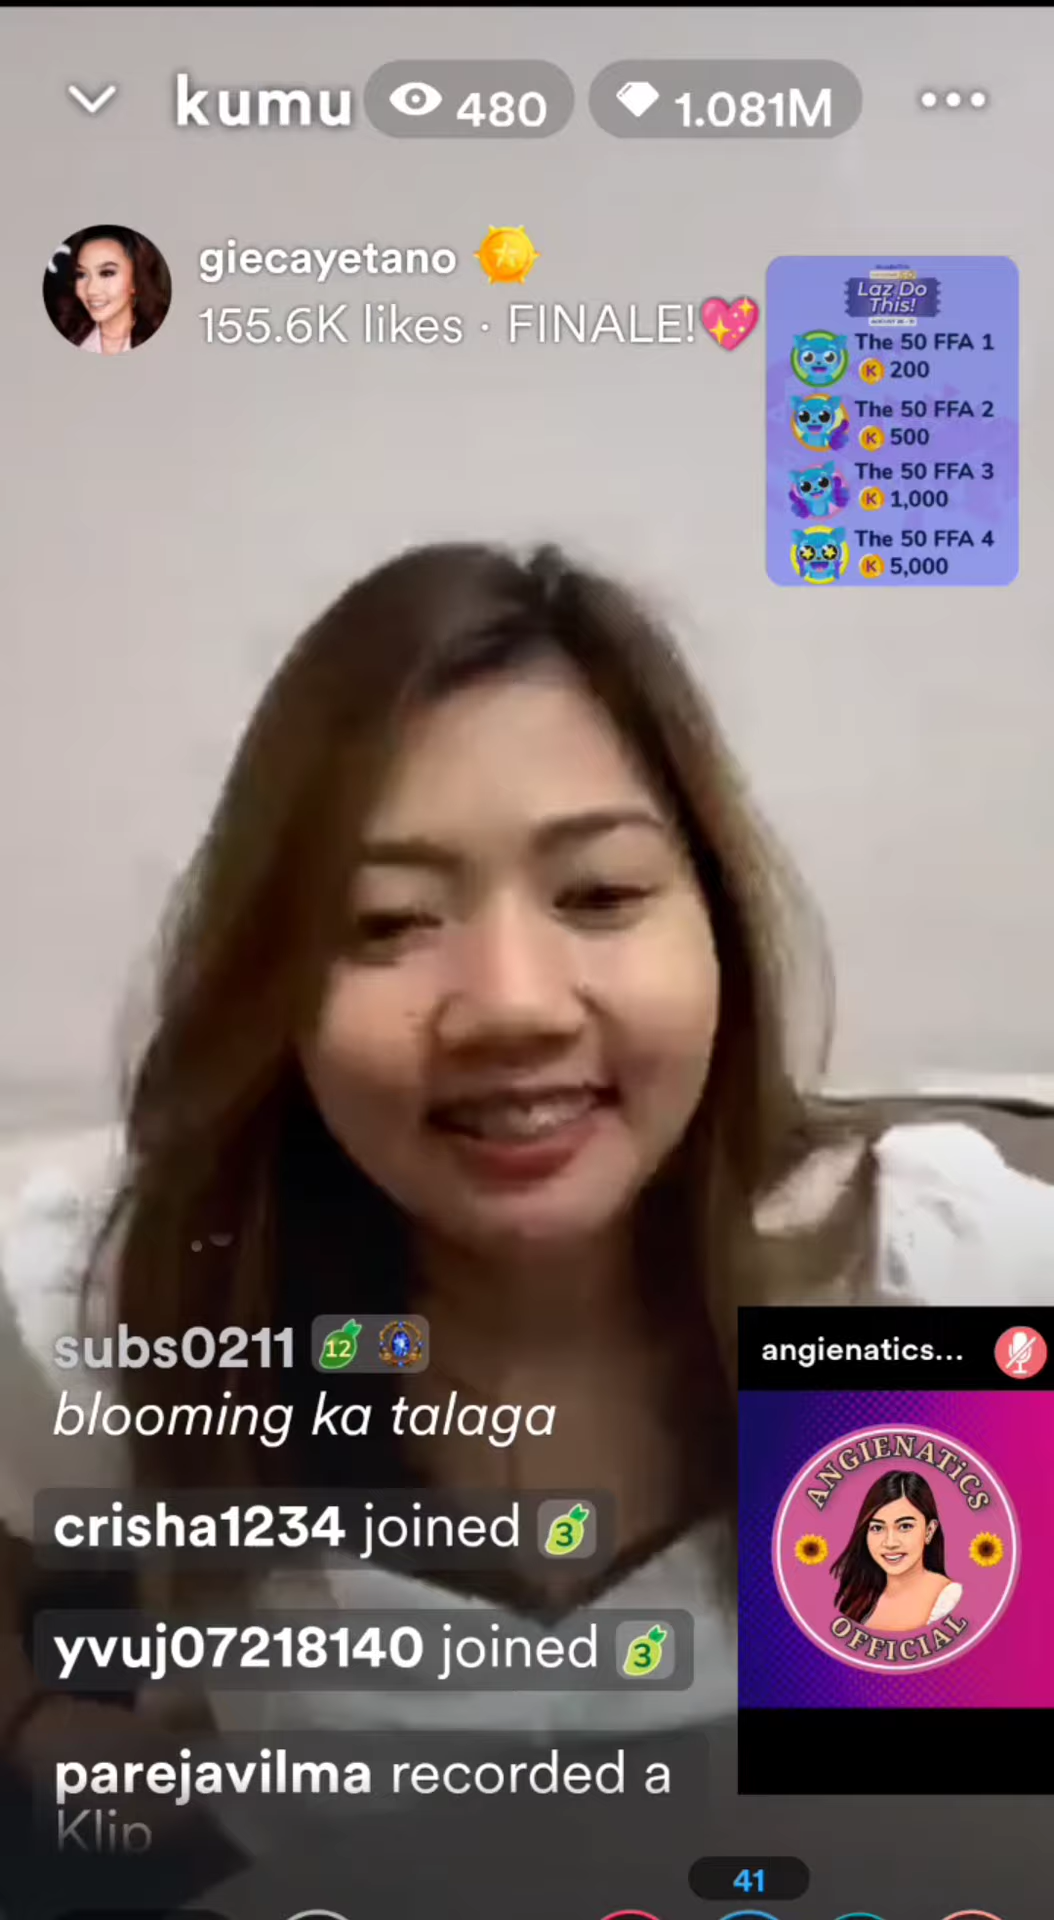 kumu
480
1.081M
giecayetano
155.6K likes · FINALE!💖
Laz Do
This!
The 50 FFA 1
K 200
The 50 FFA 2
K 500
The 50 FFA 3
K 1,000
The 50 FFA 4
K 5,000
subs0211 12
blooming ka talaga
crisha1234 joined 3
yvuj07218140 joined 3
parejavilma recorded a
Klip
angienatics...
ANGIENATiCS
OFFICIAL
41